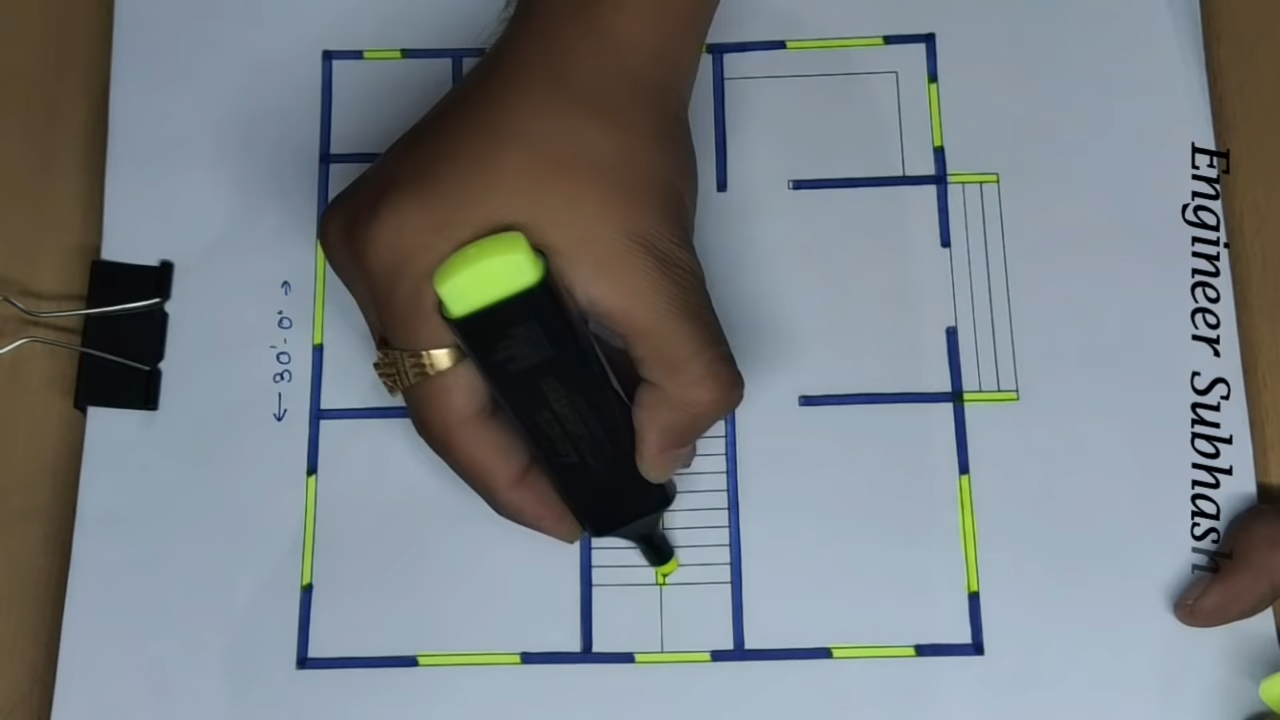 ← 30'-0" →
Engineer Subhash